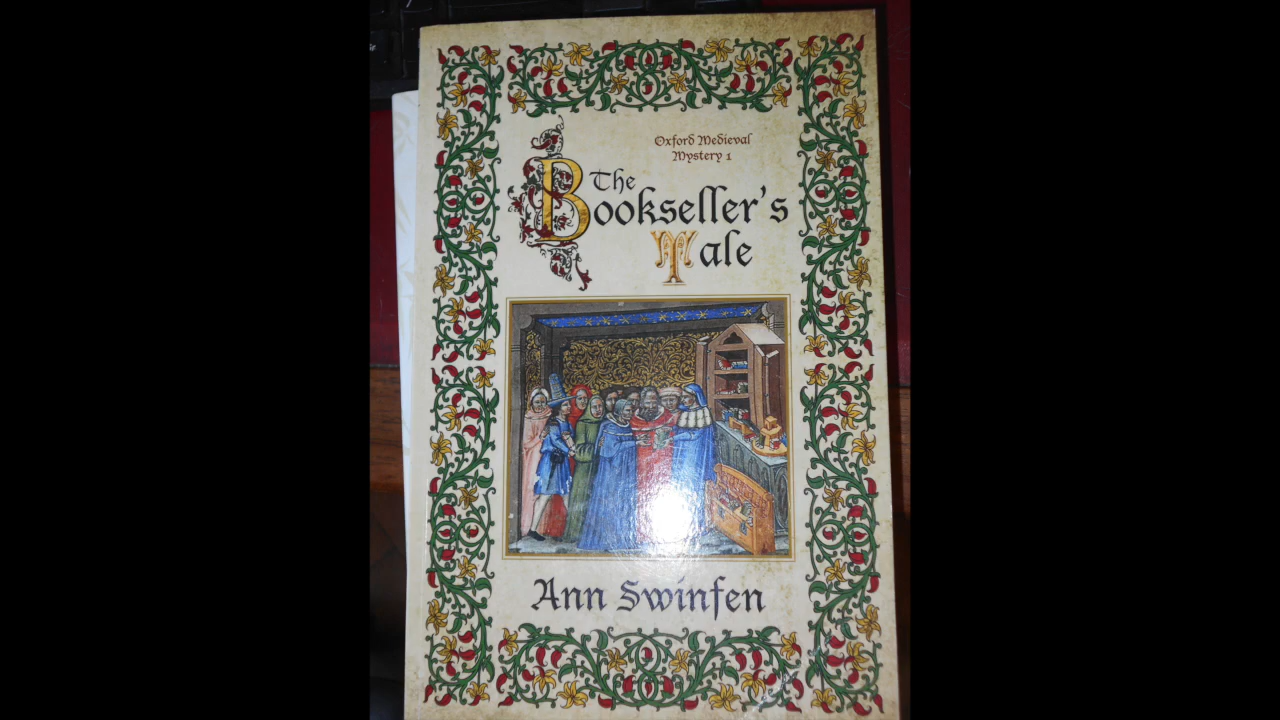 Oxford Medieval
Mystery 1
The
Bookseller's
Tale
Ann Swinfen